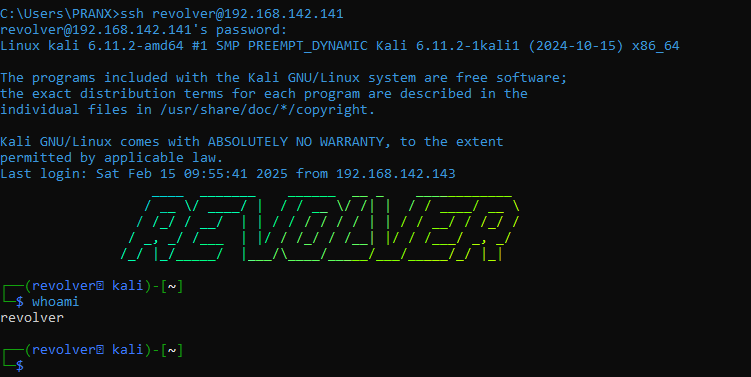 C:\Users\PRANX>ssh revolver@192.168.142.141
revolver@192.168.142.141's password:
Linux kali 6.11.2-amd64 #1 SMP PREEMPT_DYNAMIC Kali 6.11.2-1kali1 (2024-10-15) x86_64
The programs included with the Kali GNU/Linux system are free software;
the exact distribution terms for each program are described in the
individual files in /usr/share/doc/*/copyright.
Kali GNU/Linux comes with ABSOLUTELY NO WARRANTY, to the extent
permitted by applicable law.
Last login: Sat Feb 15 09:55:41 2025 from 192.168.142.143
REVOLVER
┌──(revolver⍰ kali)-[~]
└─$ whoami
revolver
┌──(revolver⍰ kali)-[~]
└─$